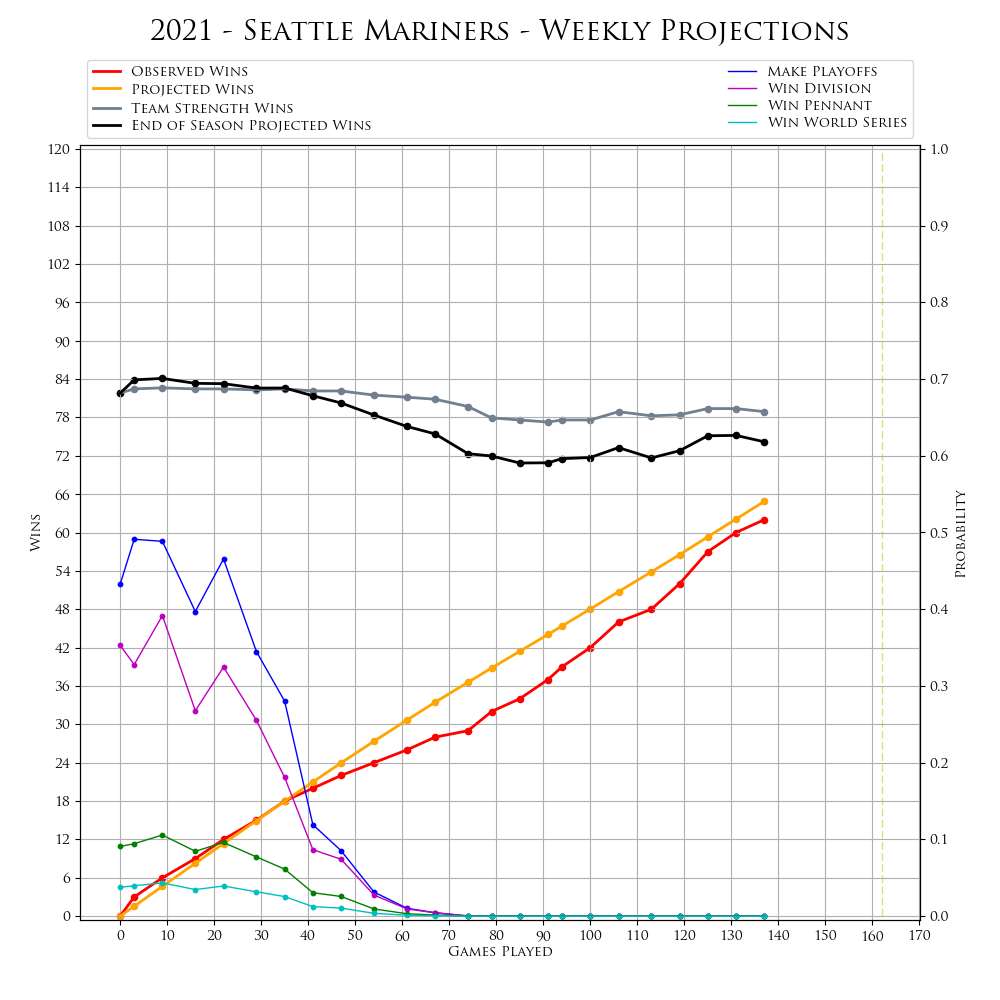 2021 - Seattle Mariners - Weekly Projections
Observed Wins
Projected Wins
Team Strength Wins
End of Season Projected Wins
Make Playoffs
Win Division
Win Pennant
Win World Series
120
114
108
102
96
90
84
78
72
66
60
54
48
42
36
30
24
18
12
6
0
Wins
1.0
0.9
0.8
0.7
0.6
0.5
0.4
0.3
0.2
0.1
0.0
Probability
0 10 20 30 40 50 60 70 80 90 100 110 120 130 140 150 160 170
Games Played